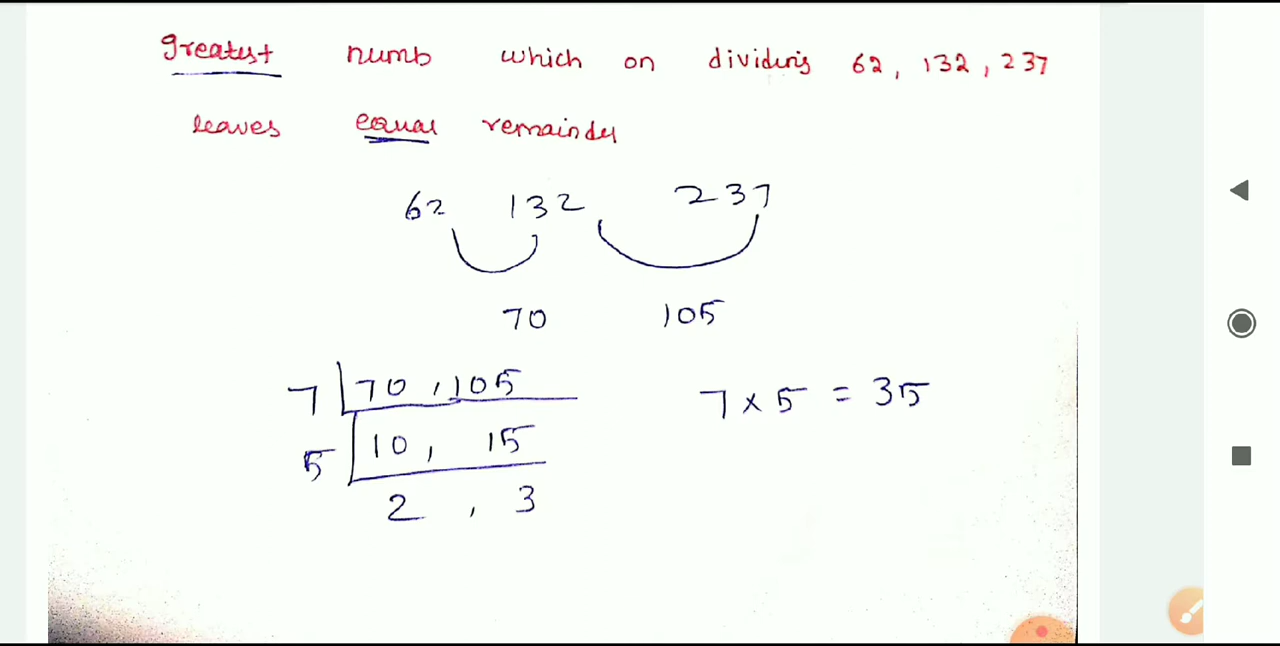 greatest numb which on dividing 62, 132, 237
leaves equal remainder
62 132 237
70 105
7 70, 105
7 x 5 = 35
5 10, 15
2, 3